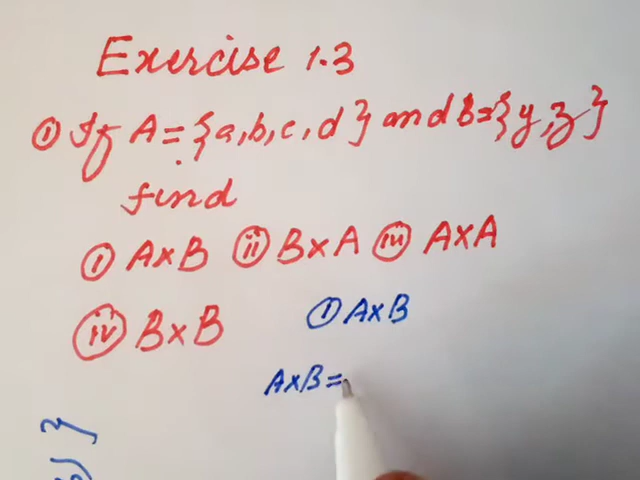 Exercise 1.3
① If A = {a, b, c, d} and B = {y, z}
find
① A×B ⅱ B×A ⅲ A×A
ⅳ B×B
① A×B
A×B =
}